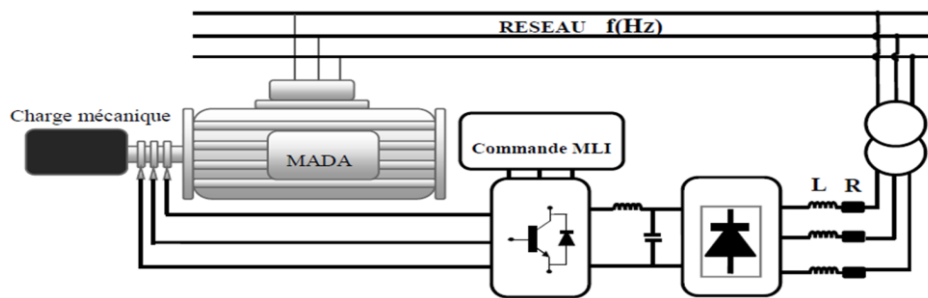 RESEAU f(Hz)
Charge mécanique
MADA
Commande MLI
L R